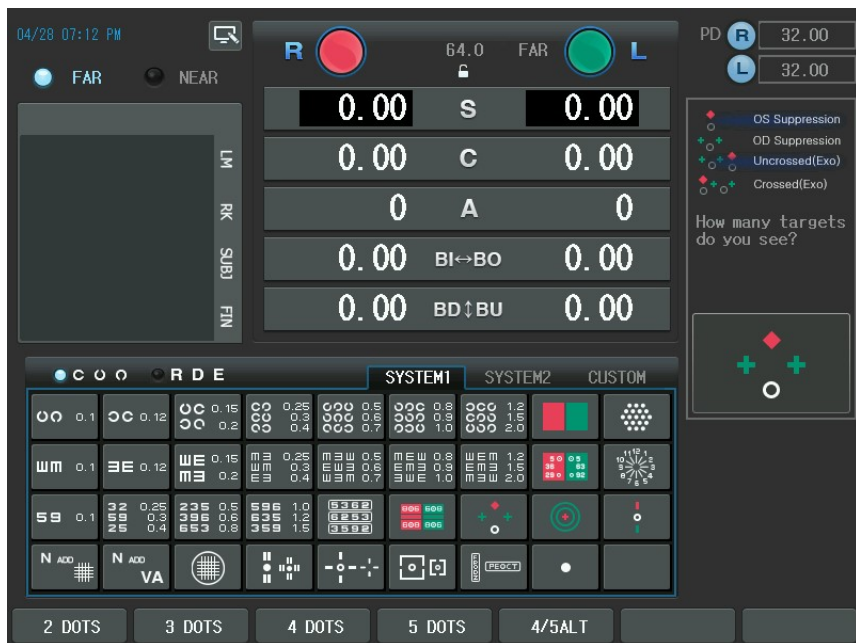 04/28 07:12 PM
FAR NEAR
LM
RK
SUBJ
FIN
R 64.0 FAR L
0.00 S 0.00
0.00 C 0.00
0 A 0
0.00 BI↔BO 0.00
0.00 BD↕BU 0.00
PD R 32.00
L 32.00
OS Suppression
OD Suppression
Uncrossed(Exo)
Crossed(Exo)
How many targets
do you see?
R D E
SYSTEM1 SYSTEM2 CUSTOM
0.1 0.12 0.15 0.25 0.5 0.8 1.2
0.3 0.6 0.9 1.5
0.2 0.4 0.7 1.0 2.0
0.1 0.12 0.15 0.25 0.5 0.8 1.2
0.3 0.6 0.9 1.5
0.2 0.4 0.7 1.0 2.0
59 0.1
32 0.25
59 0.3
25 0.4
235 0.5
396 0.6
653 0.8
596 1.0
635 1.2
359 1.5
5362
6253
3592
N ADD
N ADD VA
PEOCT
2 DOTS 3 DOTS 4 DOTS 5 DOTS 4/5ALT